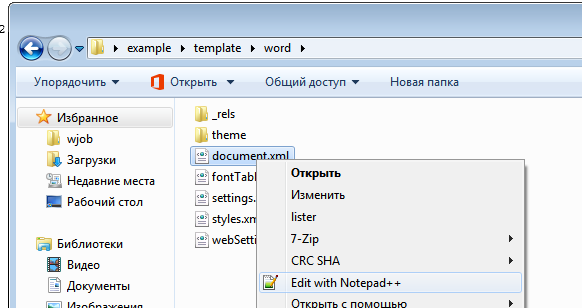 2
example ▸ template ▸ word ▸
Упорядочить Открыть Общий доступ Новая папка
Избранное
wjob
Загрузки
Недавние места
Рабочий стол
Библиотеки
Видео
Документы
Изображения
_rels
theme
document.xml
fontTabl
settings.
styles.xm
webSetti
Открыть
Изменить
lister
7-Zip
CRC SHA
Edit with Notepad++
Открыть с помощью